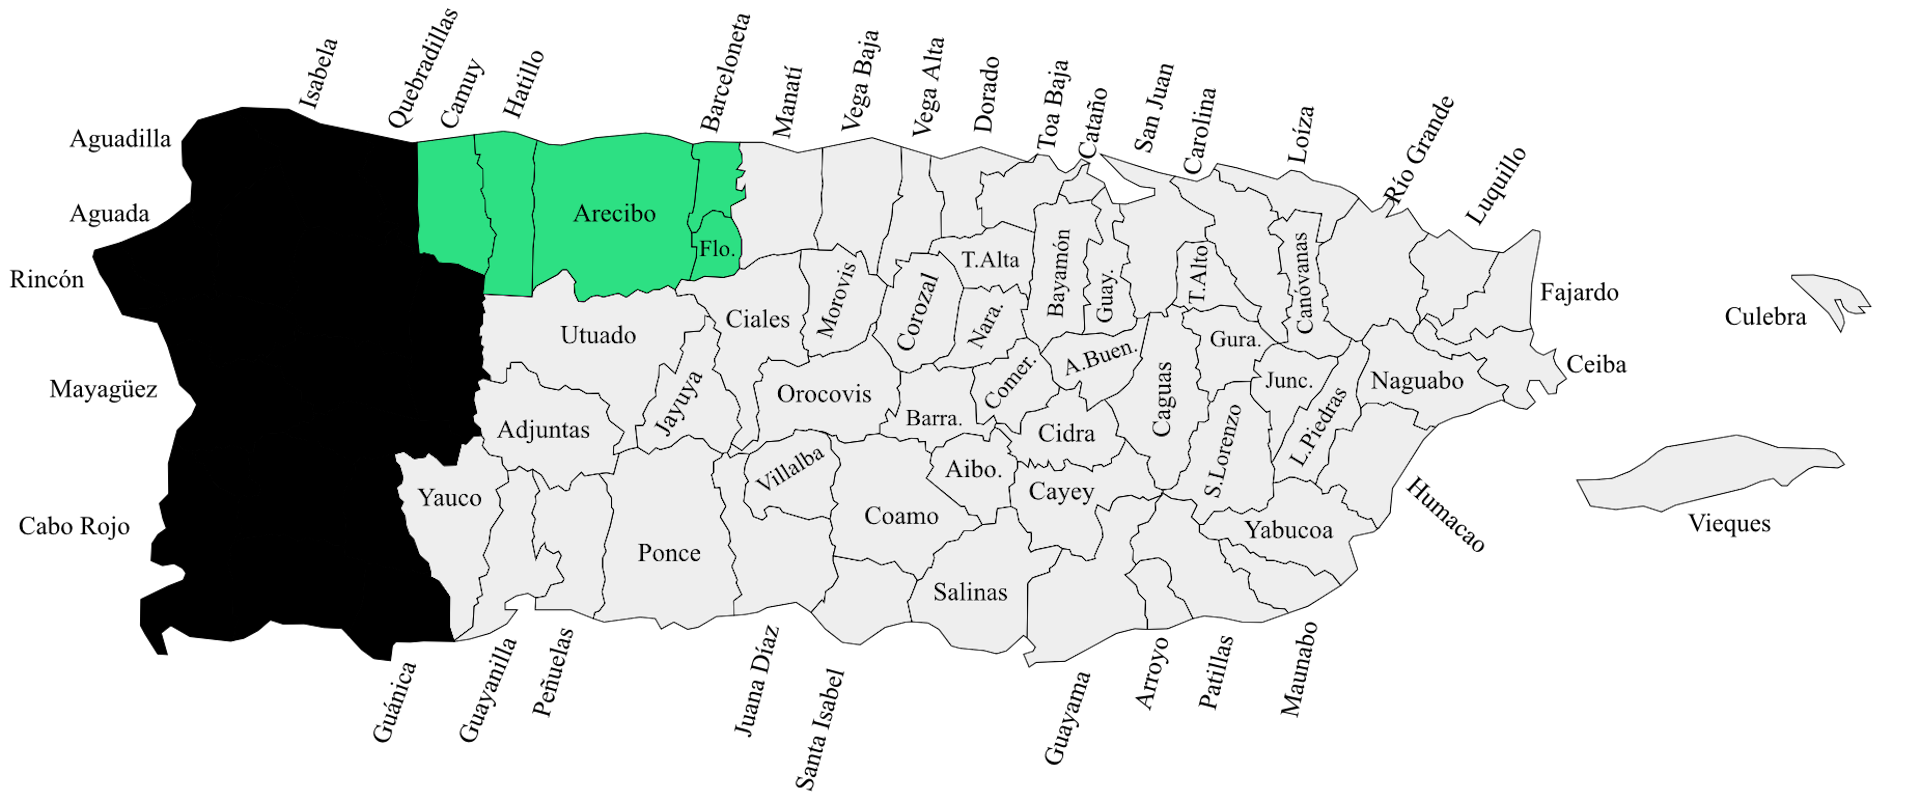 Isabela
Quebradillas
Camuy
Hatillo
Barceloneta
Manatí
Vega Baja
Vega Alta
Dorado
Toa Baja
Cataño
San Juan
Carolina
Loíza
Río Grande
Luquillo
Aguadilla
Aguada
Rincón
Mayagüez
Cabo Rojo
Arecibo
Flo.
T.Alta
Bayamón
Guay.
T.Alto
Canóvanas
Fajardo
Culebra
Ceiba
Utuado
Ciales
Morovis
Corozal
Nara.
A.Buen.
Gura.
Junc.
Naguabo
Jayuya
Orocovis
Barra.
Comer.
Caguas
L.Piedras
Adjuntas
Villalba
Aibo.
Cidra
S.Lorenzo
Yauco
Coamo
Cayey
Yabucoa
Humacao
Vieques
Ponce
Salinas
Guánica
Guayanilla
Peñuelas
Juana Díaz
Santa Isabel
Guayama
Arroyo
Patillas
Maunabo